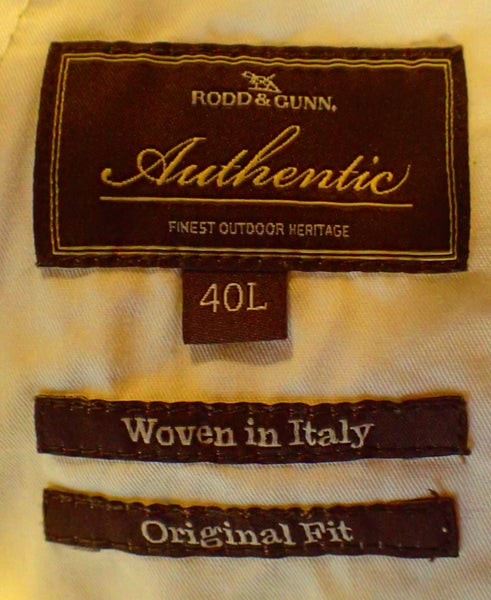 RODD & GUNN.
Authentic
FINEST OUTDOOR HERITAGE
40L
Woven in Italy
Original Fit